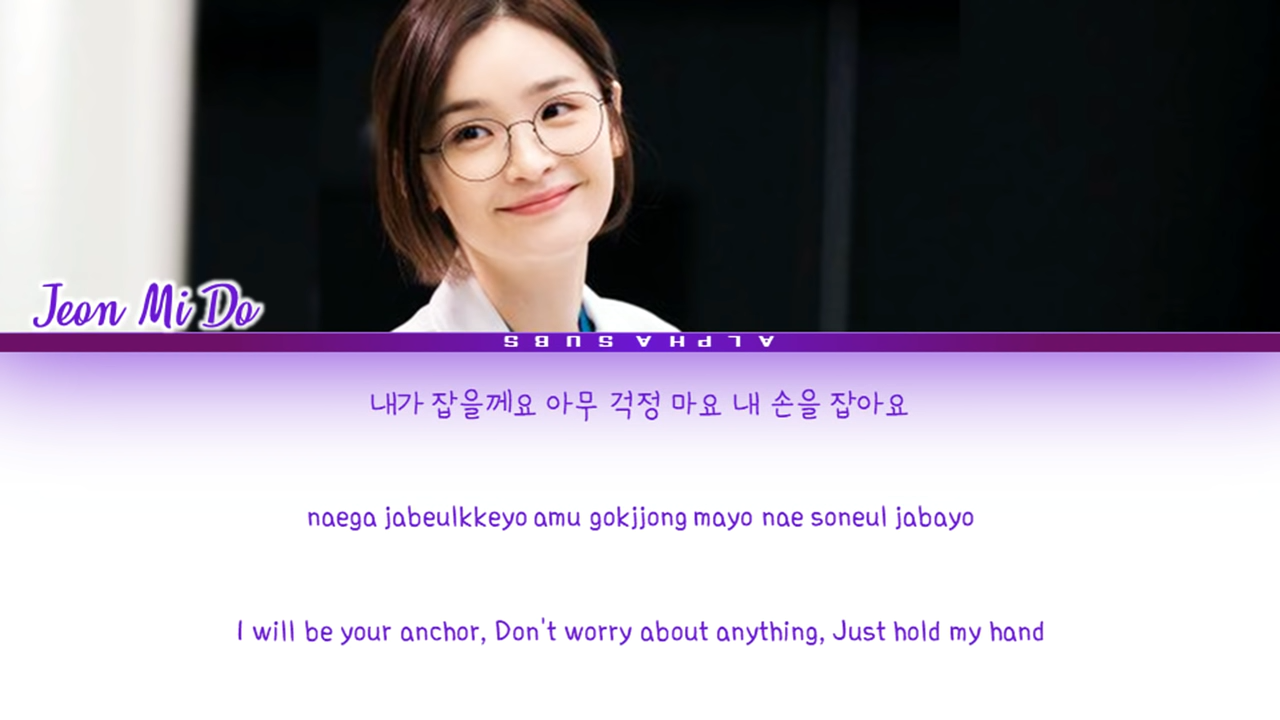 Jeon Mi Do
ALPHA SUBS
내가 잡을께요 아무 걱정 마요 내 손을 잡아요
naega jabeulkkeyo amu gokjjong mayo nae soneul jabayo
I will be your anchor, Don't worry about anything, Just hold my hand